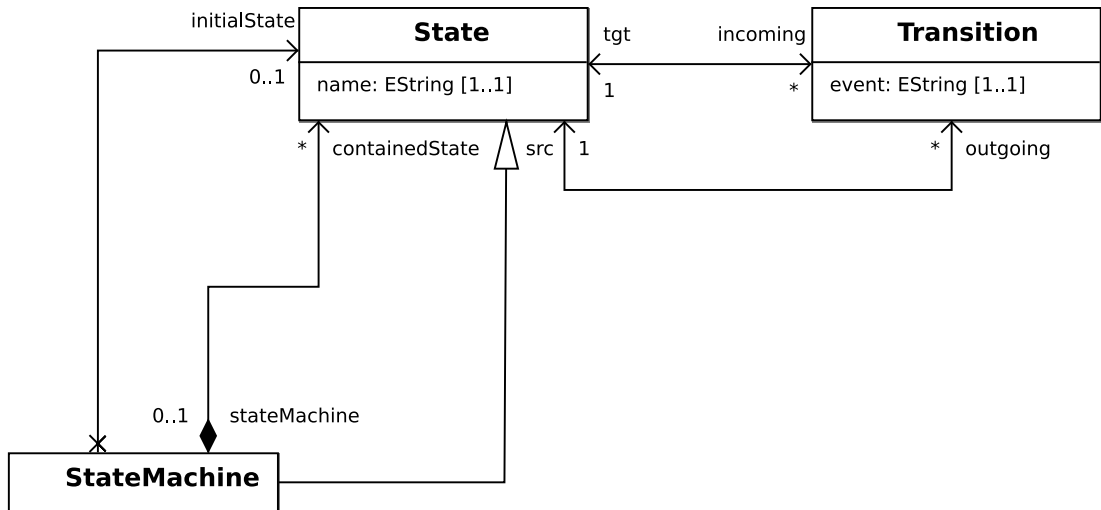 initialState
State
tgt
incoming
Transition
0..1
name: EString [1..1]
1
*
event: EString [1..1]
*
containedState
src
1
*
outgoing
0..1
stateMachine
StateMachine